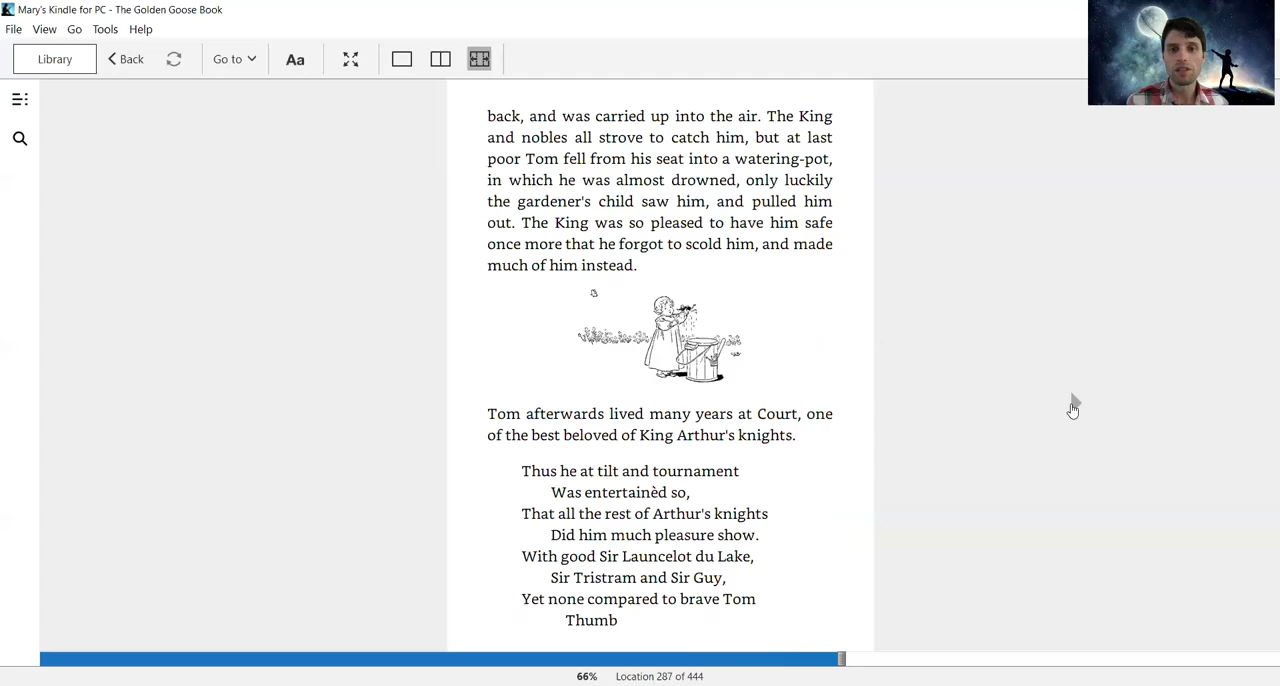 Mary's Kindle for PC - The Golden Goose Book
File View Go Tools Help
Library Back Go to Aa
back, and was carried up into the air. The King
and nobles all strove to catch him, but at last
poor Tom fell from his seat into a watering-pot,
in which he was almost drowned, only luckily
the gardener's child saw him, and pulled him
out. The King was so pleased to have him safe
once more that he forgot to scold him, and made
much of him instead.
Tom afterwards lived many years at Court, one
of the best beloved of King Arthur's knights.
Thus he at tilt and tournament
Was entertainèd so,
That all the rest of Arthur's knights
Did him much pleasure show.
With good Sir Launcelot du Lake,
Sir Tristram and Sir Guy,
Yet none compared to brave Tom
Thumb
66% Location 287 of 444